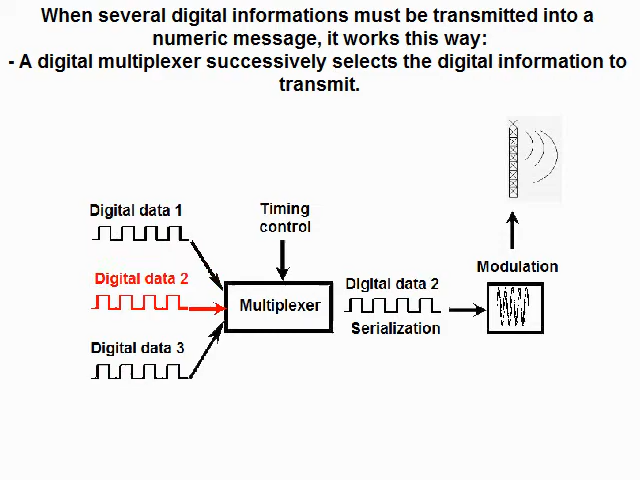 When several digital informations must be transmitted into a
numeric message, it works this way:
- A digital multiplexer successively selects the digital information to
transmit.
Digital data 1
Timing
control
Modulation
Digital data 2
Digital data 2
Multiplexer
Serialization
Digital data 3